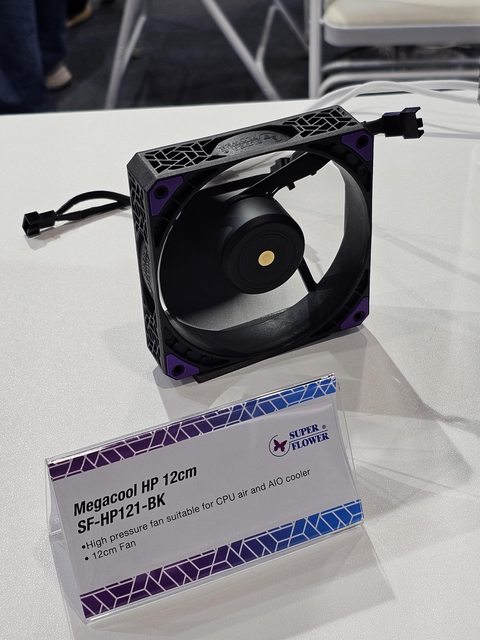 SUPER ®
FLOWER
Megacool HP 12cm
SF-HP121-BK
•High pressure fan suitable for CPU air and AIO cooler
• 12cm Fan